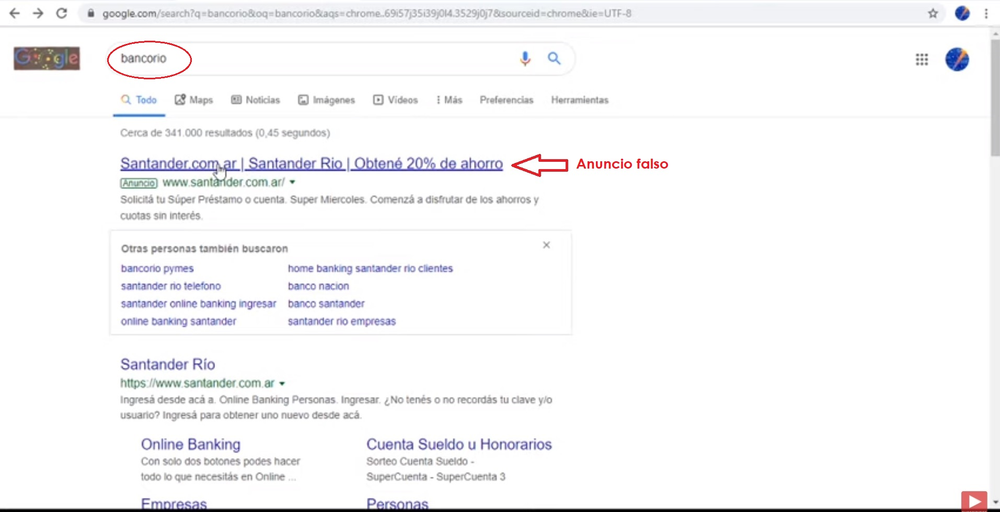 google.com/search?q=bancorio&oq=bancorio&aqs=chrome..69i57j35i39j0l4.3529j0j7&sourceid=chrome&ie=UTF-8
Google
bancorio
Todo Maps Noticias Imágenes Vídeos Más Preferencias Herramientas
Cerca de 341.000 resultados (0,45 segundos)
Santander.com.ar | Santander Rio | Obtené 20% de ahorro
Anuncio falso
Anuncio www.santander.com.ar/
Solicitá tu Súper Préstamo o cuenta. Super Miercoles. Comenzá a disfrutar de los ahorros y
cuotas sin interés.
Otras personas también buscaron
bancorio pymes home banking santander rio clientes
santander rio telefono banco nacion
santander online banking ingresar banco santander
online banking santander santander rio empresas
Santander Río
https://www.santander.com.ar
Ingresá desde acá a. Online Banking Personas. Ingresar. ¿No tenés o no recordás tu clave y/o
usuario? Ingresá para obtener uno nuevo desde acá.
Online Banking Cuenta Sueldo u Honorarios
Con solo dos botones podes hacer Sorteo Cuenta Sueldo -
todo lo que necesitás en Online ... SuperCuenta - SuperCuenta 3
Empresas Personas